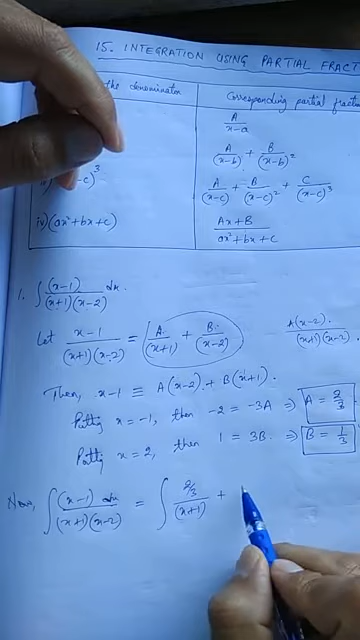 15. INTEGRATION USING PARTIAL FRACT
the denominator
Corresponding partial fractio
A/(x-a)
A/(x-b) + B/(x-b)²
-c)³
A/(x-c) + B/(x-c)² + C/(x-c)³
iv) (ax²+bx+c)
Ax+B/ax²+bx+c
1. ∫ (x-1)/(x+1)(x-2) dx.
Let x-1/(x+1)(x-2) = A/(x+1) + B/(x-2)
A(x-2)/(x+1)(x-2)
Then, x-1 ≡ A(x-2) + B(x+1).
Putting x = -1, then -2 = -3A ⇒ A = 2/3
Putting x = 2, then 1 = 3B. ⇒ B = 1/3
Now, ∫ (x-1) dx/(x+1)(x-2) = ∫ 2/3/(x+1) +